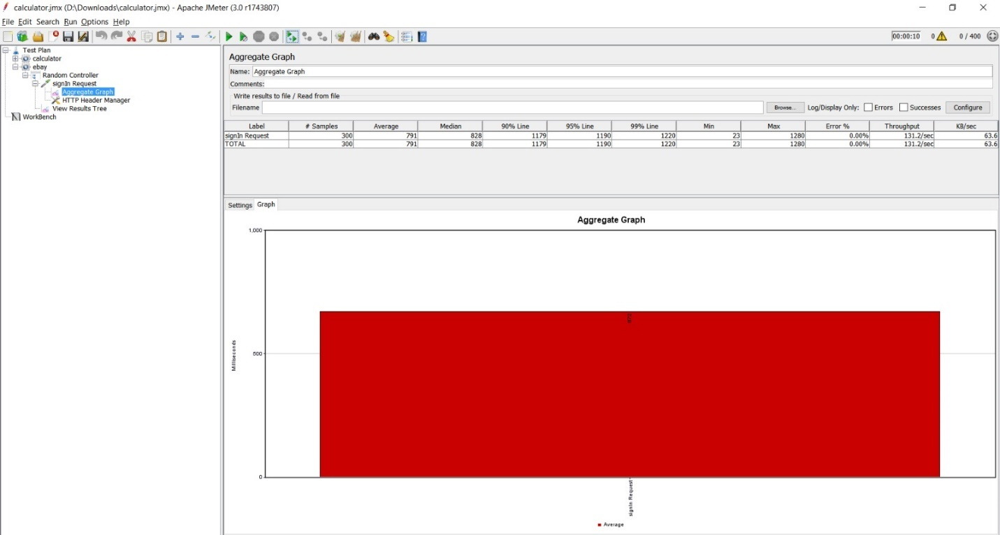 calculator.jmx (D:\Downloads\calculator.jmx) - Apache JMeter (3.0 r1743807)
File Edit Search Run Options Help
00:00:10 0 0 / 400
Test Plan
calculator
ebay
Random Controller
signIn Request
Aggregate Graph
HTTP Header Manager
View Results Tree
WorkBench
Aggregate Graph
Name: Aggregate Graph
Comments:
Write results to file / Read from file
Filename Browse... Log/Display Only: Errors Successes Configure
Label # Samples Average Median 90% Line 95% Line 99% Line Min Max Error % Throughput KB/sec
signIn Request 300 791 828 1179 1190 1220 23 1280 0.00% 131.2/sec 63.6
TOTAL 300 791 828 1179 1190 1220 23 1280 0.00% 131.2/sec 63.6
Settings Graph
Aggregate Graph
1,000
Milliseconds
500
0
signIn Request
Average